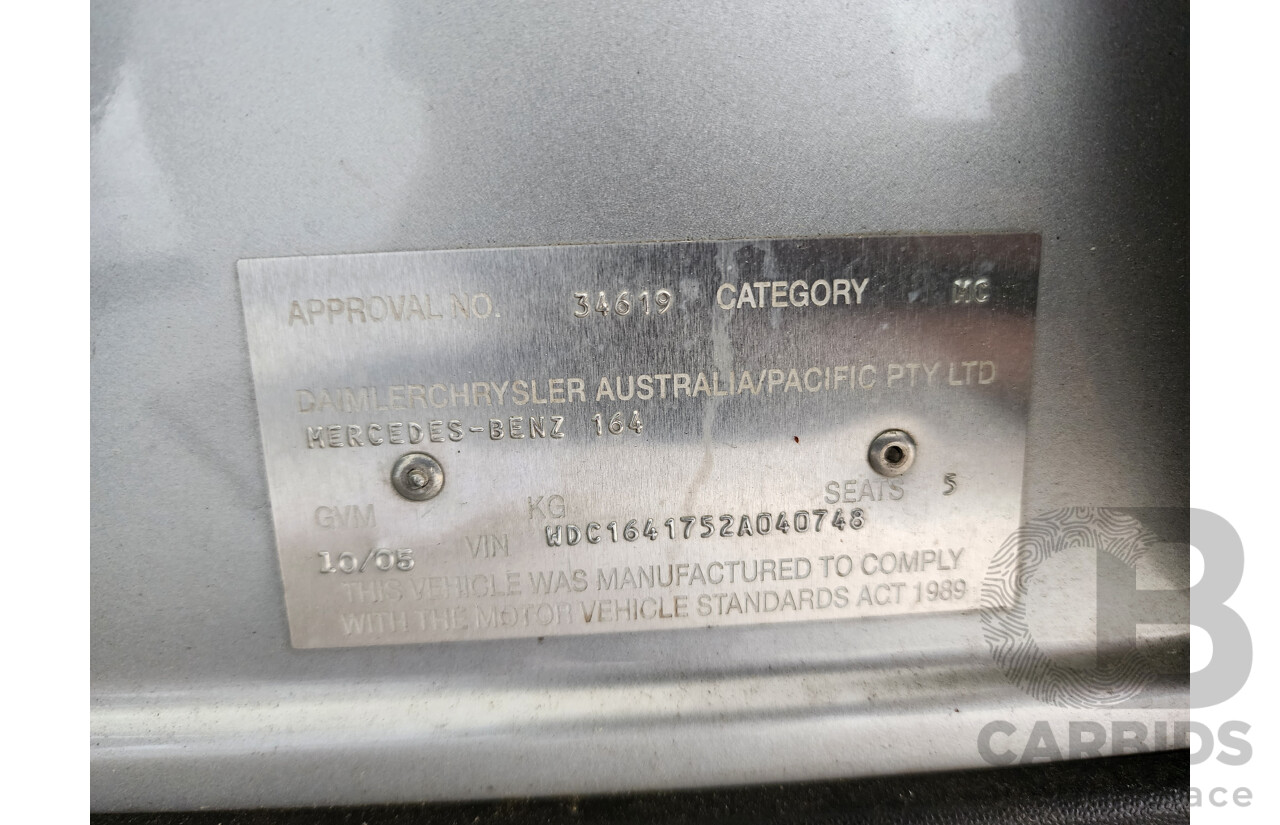 APPROVAL NO. 34619 CATEGORY MC
DAIMLERCHRYSLER AUSTRALIA/PACIFIC PTY LTD
MERCEDES-BENZ 164
GVM KG SEATS 5
10/05 VIN WDC1641752A040748
THIS VEHICLE WAS MANUFACTURED TO COMPLY
WITH THE MOTOR VEHICLE STANDARDS ACT 1989
CB
CARBIDS